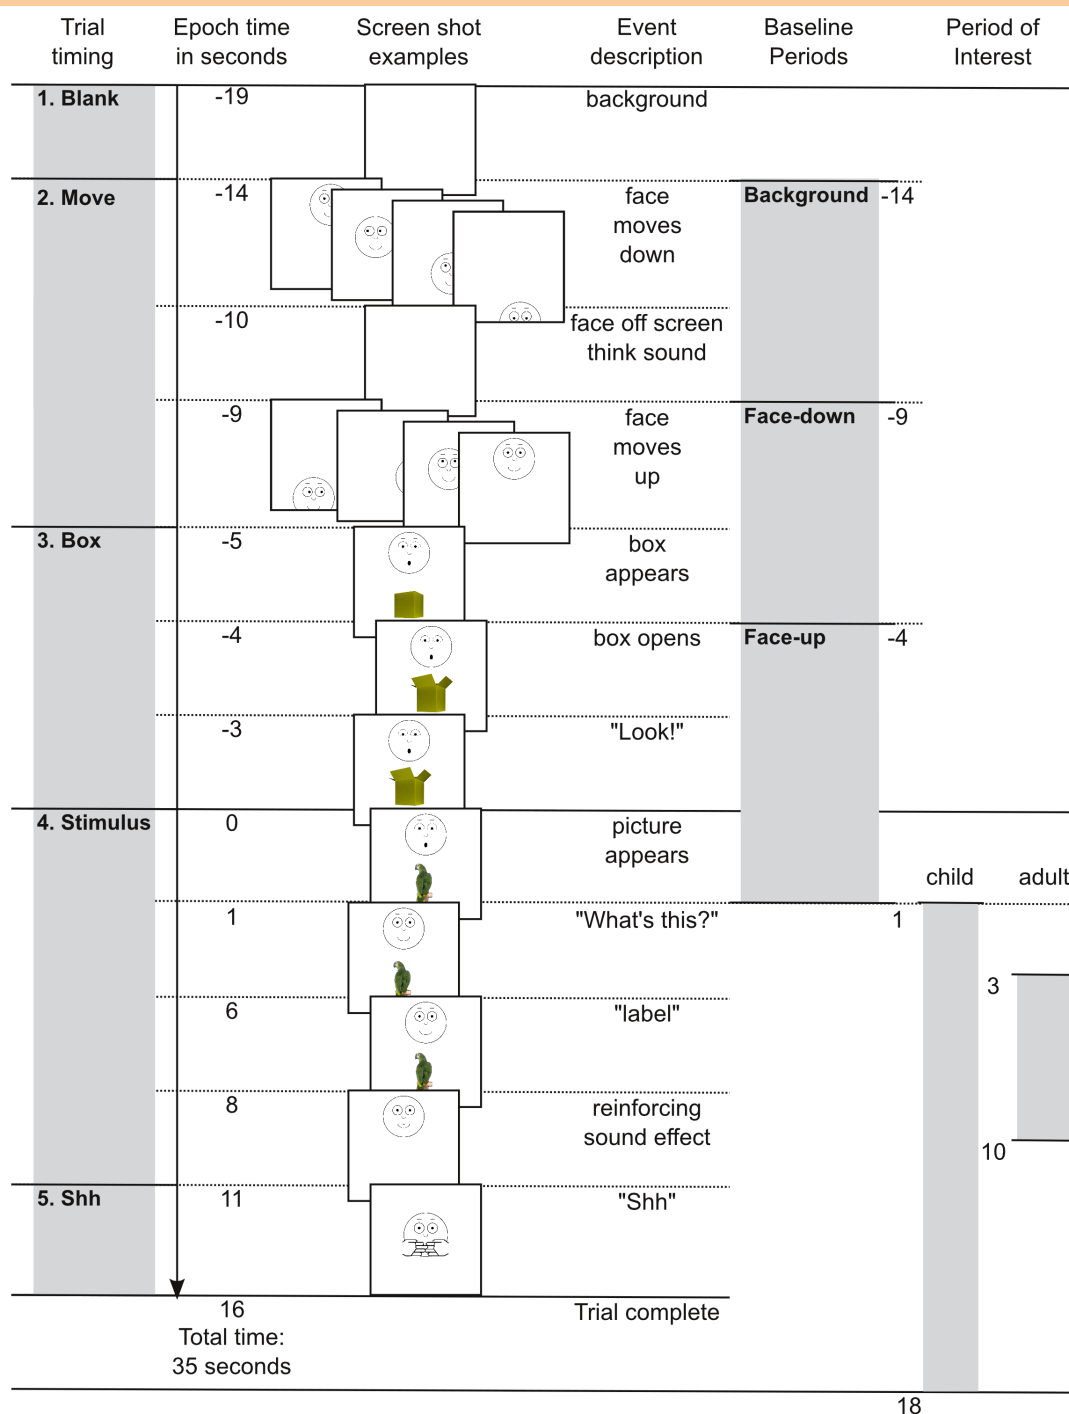 Trial timing
Epoch time in seconds
Screen shot examples
Event description
Baseline Periods
Period of Interest
1. Blank
-19
background
2. Move
-14
face
moves
down
Background
-14
-10
face off screen
think sound
-9
face
moves
up
Face-down
-9
3. Box
-5
box
appears
-4
box opens
Face-up
-4
-3
"Look!"
4. Stimulus
0
picture
appears
child
adult
1
"What's this?"
1
3
6
"label"
8
reinforcing
sound effect
10
5. Shh
11
"Shh"
16
Trial complete
Total time:
35 seconds
18